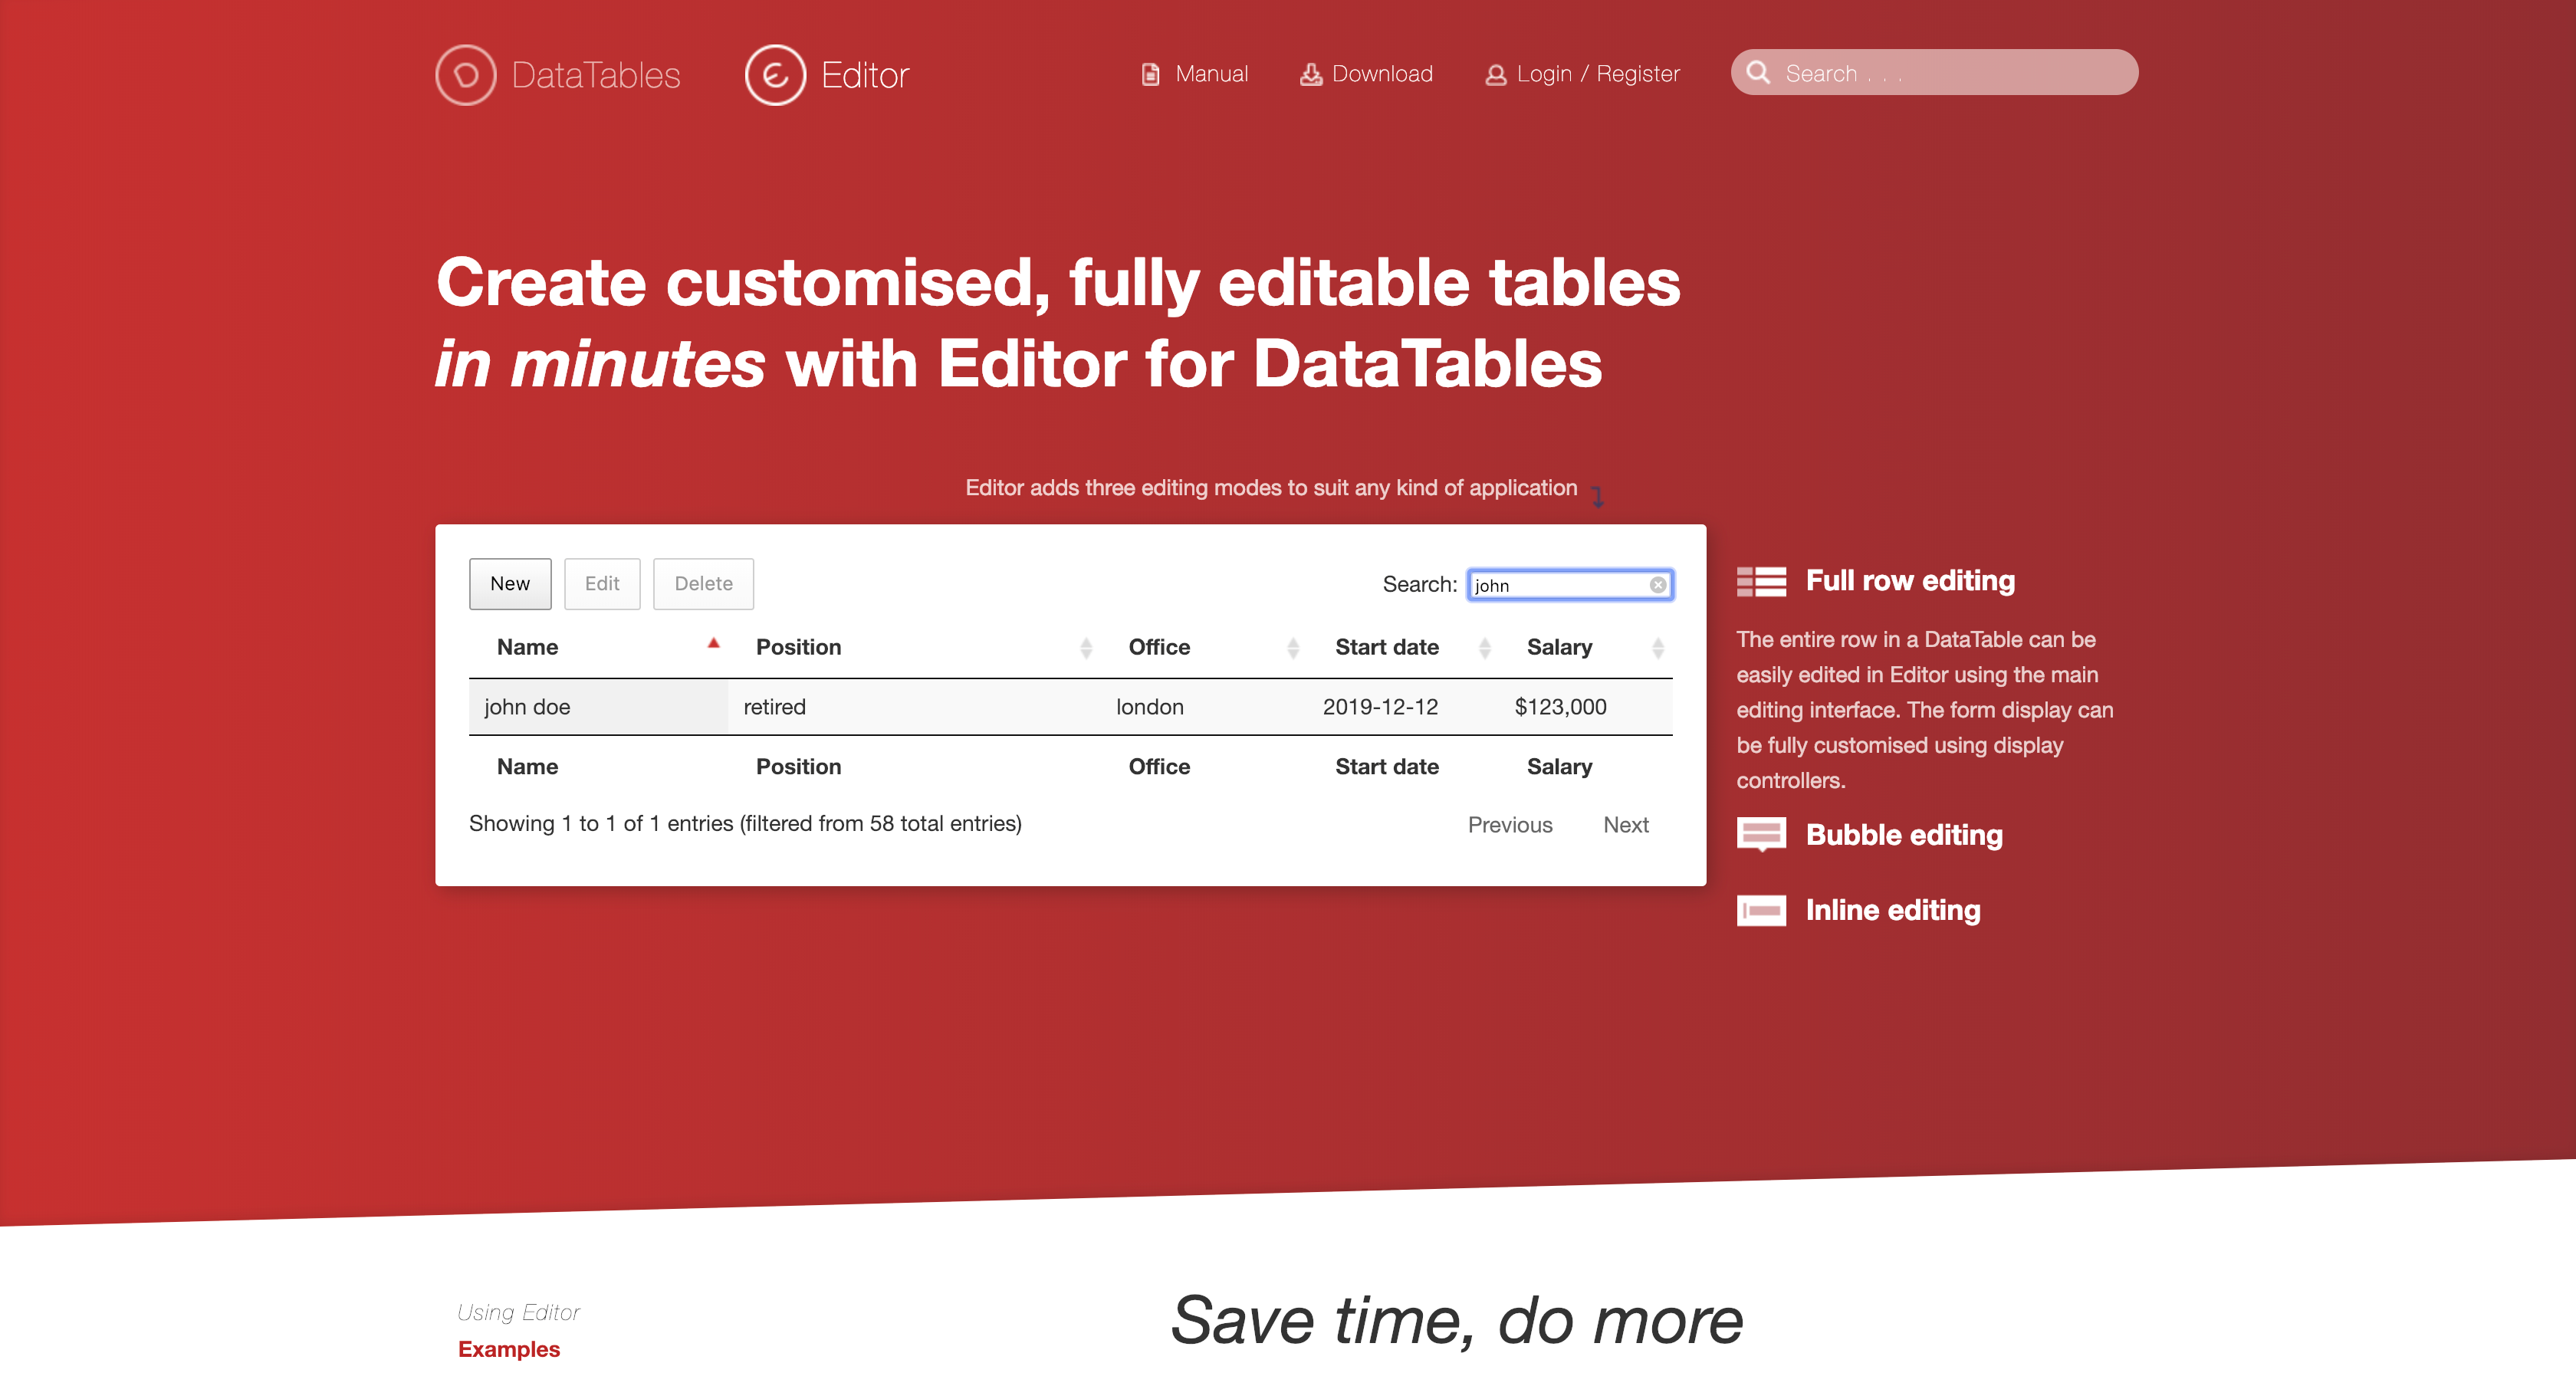 DataTables
Editor
Manual
Download
Login / Register
Search . . .
Create customised, fully editable tables
in minutes with Editor for DataTables
Editor adds three editing modes to suit any kind of application
New
Edit
Delete
Search: john
Name Position Office Start date Salary
john doe retired london 2019-12-12 $123,000
Name Position Office Start date Salary
Showing 1 to 1 of 1 entries (filtered from 58 total entries)
Previous Next
Full row editing
The entire row in a DataTable can be
easily edited in Editor using the main
editing interface. The form display can
be fully customised using display
controllers.
Bubble editing
Inline editing
Using Editor
Examples
Save time, do more